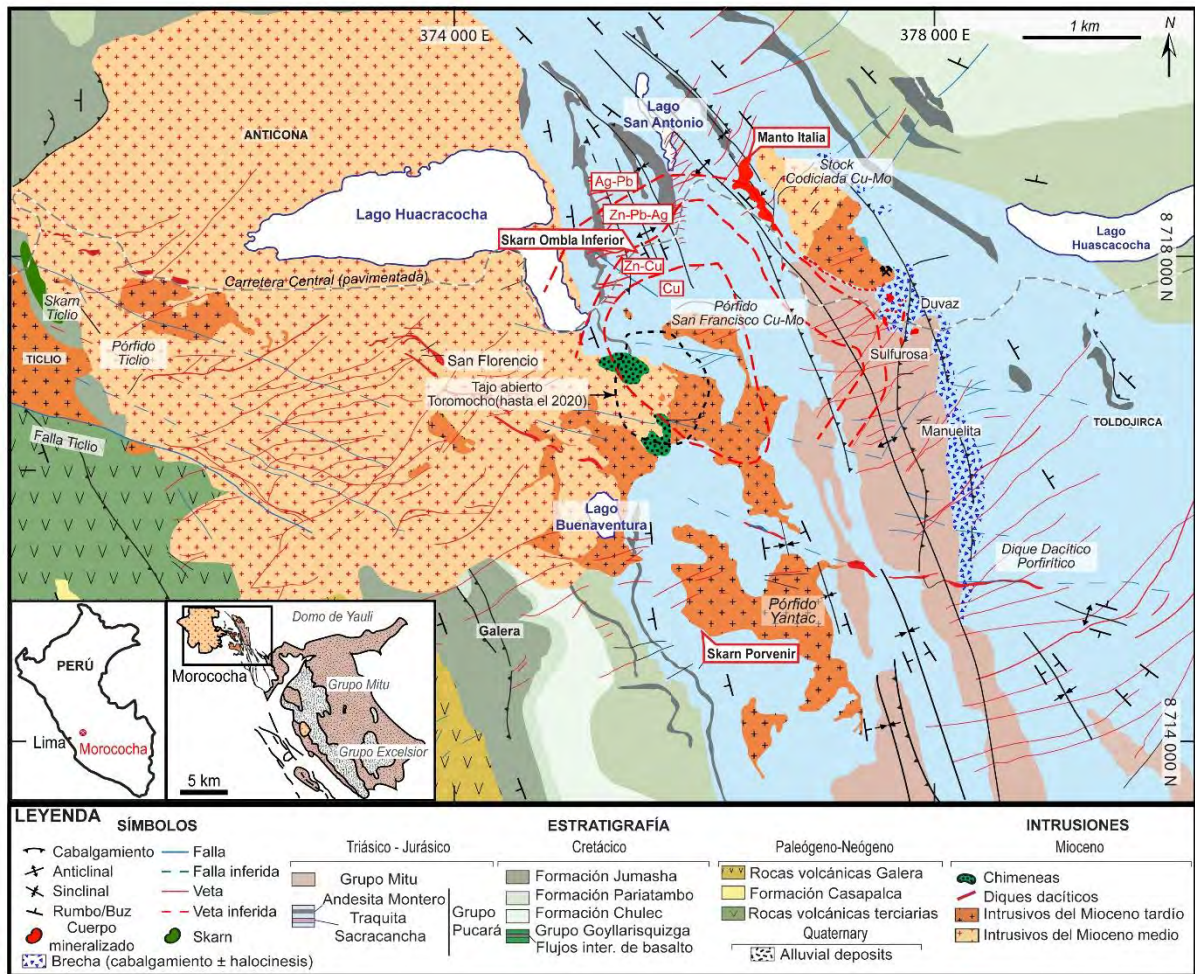 374 000 E
378 000 E
1 km
N
ANTICONA
Lago
San Antonio
Manto Italia
Stock
Codiciada Cu-Mo
Ag-Pb
Lago Huacracocha
Zn-Pb-Ag
Lago
Huascacocha
Skarn Ombla Inferior
8 718 000 N
Zn-Cu
Carretera Central (pavimentada)
Cu
Skarn
Ticlio
Pórfido
San Francisco Cu-Mo
Duvaz
Pórfido
Ticlio
Sulfurosa
TICLIO
San Florencio
Tajo abierto
Toromocho(hasta el 2020)
Manuelita
TOLDOJIRCA
Falla Ticlio
Lago
Buenaventura
Dique Dacítico
Porfirítico
Pórfido
Yantac
Galera
Skarn Porvenir
8 714 000 N
PERÚ
Lima
Morococha
Domo de Yauli
Morococha
Grupo Mitu
Grupo Excelsior
5 km
LEYENDA
SÍMBOLOS
Cabalgamiento
Anticlinal
Sinclinal
Rumbo/Buz
Cuerpo
mineralizado
Brecha (cabalgamiento ± halocinesis)
Falla
Falla inferida
Veta
Veta inferida
Skarn
ESTRATIGRAFÍA
Triásico - Jurásico
Grupo Mitu
Andesita Montero
Traquita
Sacracancha
Grupo
Pucará
Cretácico
Formación Jumasha
Formación Pariatambo
Formación Chulec
Grupo Goyllarisquizga
Flujos inter. de basalto
Paleógeno-Neógeno
Rocas volcánicas Galera
Formación Casapalca
Rocas volcánicas terciarias
Quaternary
Alluvial deposits
INTRUSIONES
Mioceno
Chimeneas
Diques dacíticos
Intrusivos del Mioceno tardío
Intrusivos del Mioceno medio